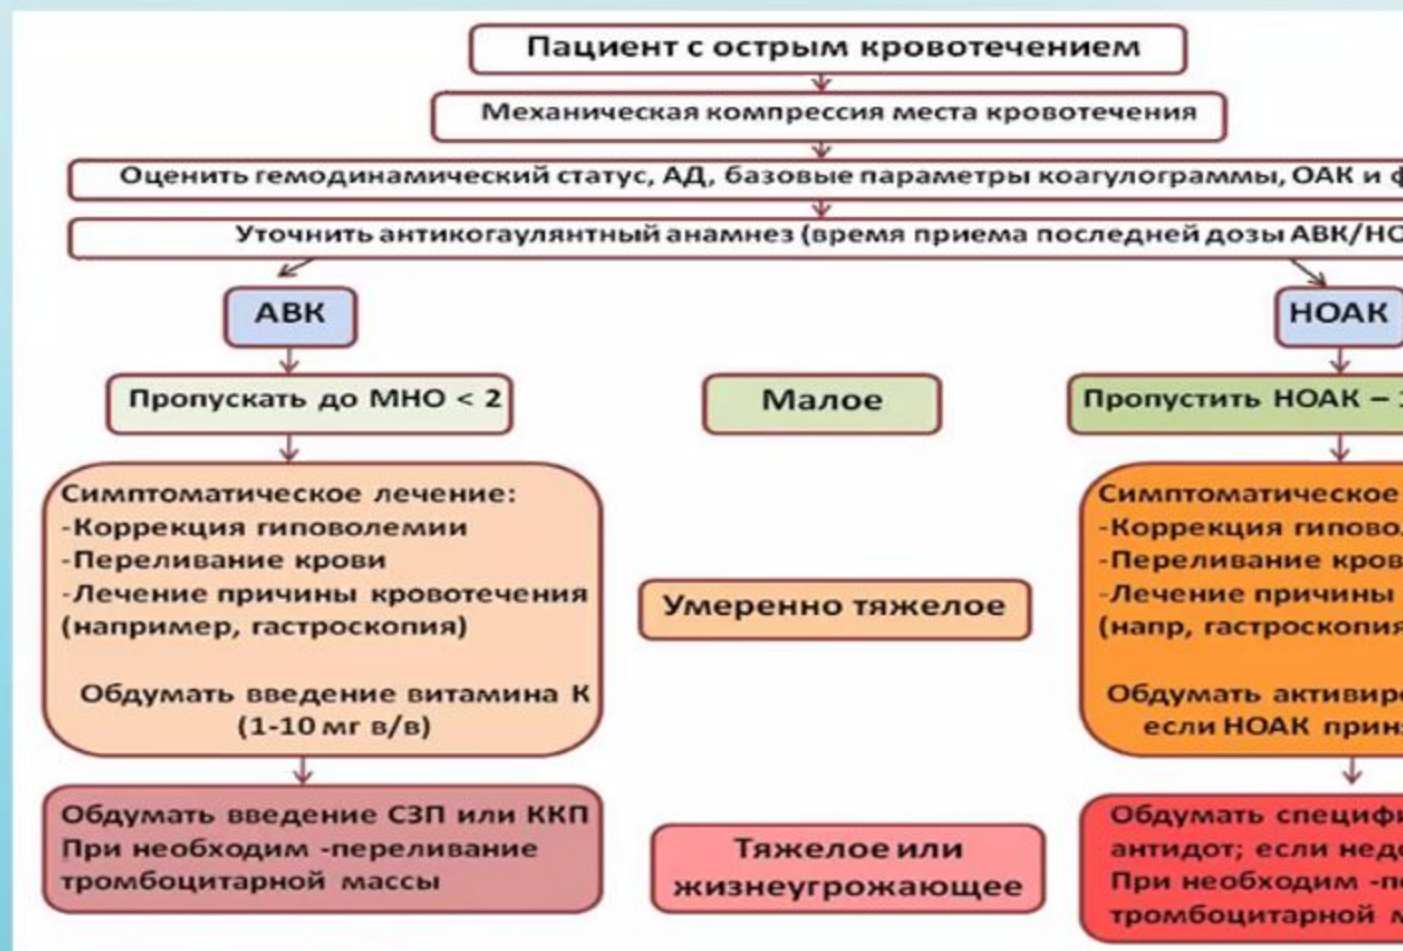 Пациент с острым кровотечением
Механическая компрессия места кровотечения
Оценить гемодинамический статус, АД, базовые параметры коагулограммы, ОАК и
Уточнить антикогаулянтный анамнез (время приема последней дозы АВК/НО
АВК
НОАК
Пропускать до МНО < 2
Малое
Пропустить НОАК –
Симптоматическое лечение:
-Коррекция гиповолемии
-Переливание крови
-Лечение причины кровотечения
(например, гастроскопия)
Обдумать введение витамина К
(1-10 мг в/в)
Умеренно тяжелое
Симптоматическое
-Коррекция гипово
-Переливание кров
-Лечение причины
(напр, гастроскопия
Обдумать активир
если НОАК прин
Обдумать введение СЗП или ККП
При необходим -переливание
тромбоцитарной массы
Тяжелое или
жизнеугрожающее
Обдумать специфи
антидот; если нед
При необходим -п
тромбоцитарной